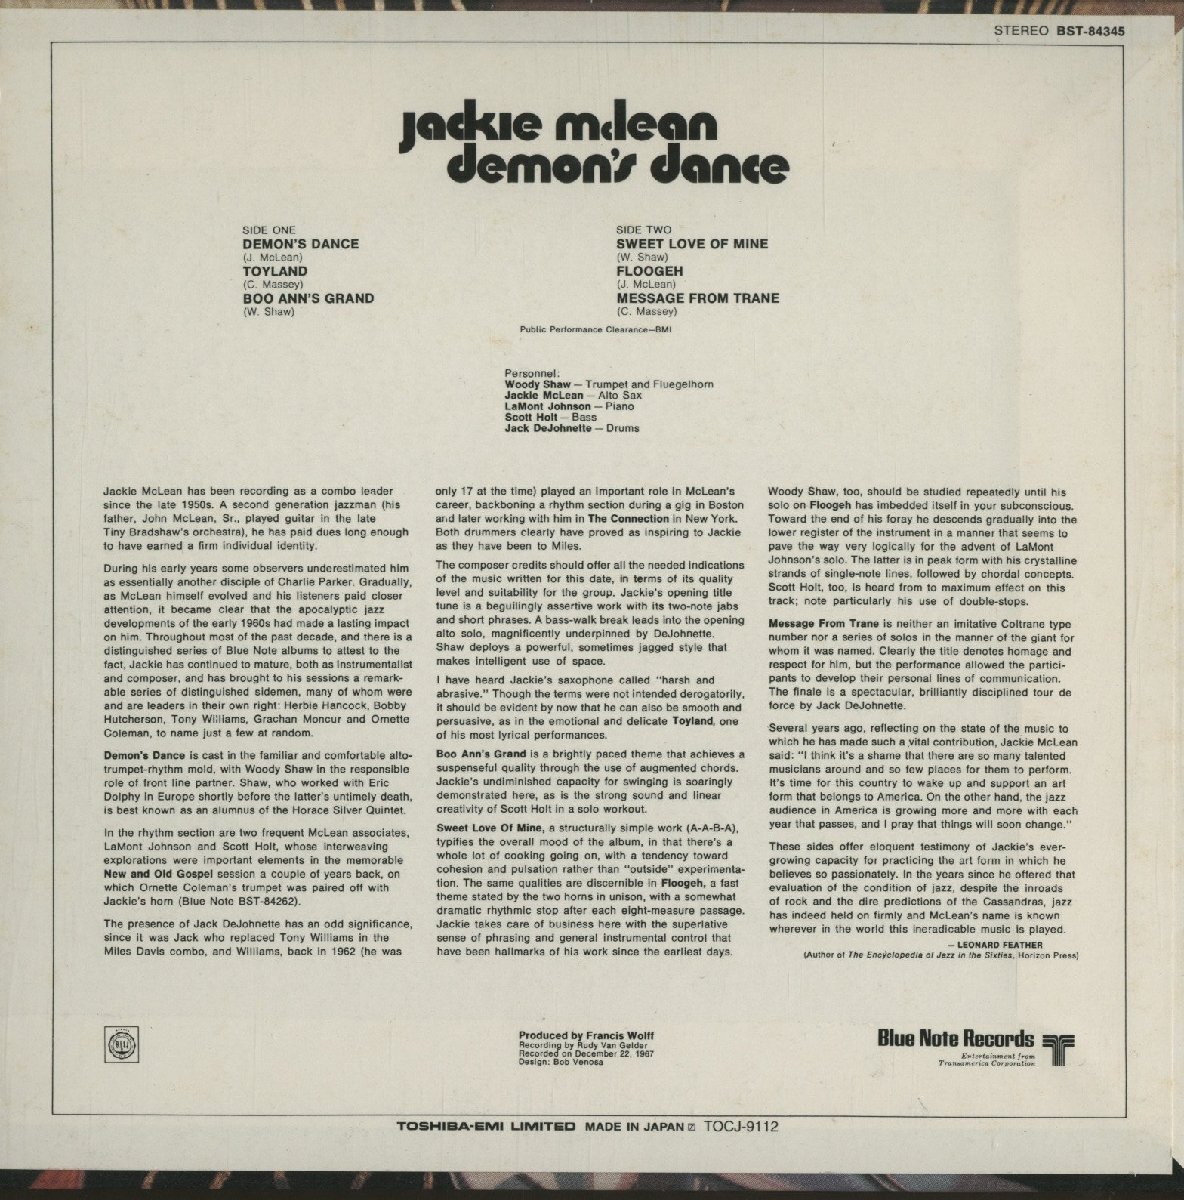 STEREO BST-84345
jackie mclean
demon's dance
SIDE ONE
DEMON'S DANCE
(J. McLean)
TOYLAND
(C. Massey)
BOO ANN'S GRAND
(W. Shaw)
SIDE TWO
SWEET LOVE OF MINE
(W. Shaw)
FLOOGEH
(J. McLean)
MESSAGE FROM TRANE
(C. Massey)
Public Performance Clearance—BMI
Personnel:
Woody Shaw — Trumpet and Fluegelhorn
Jackie McLean — Alto Sax
LaMont Johnson — Piano
Scott Holt — Bass
Jack DeJohnette — Drums
Jackie McLean has been recording as a combo leader
since the late 1950s. A second generation jazzman (his
father, John McLean, Sr., played guitar in the late
Tiny Bradshaw's orchestra), he has paid dues long enough
to have earned a firm individual identity.
During his early years some observers underestimated him
as essentially another disciple of Charlie Parker. Gradually,
as McLean himself evolved and his listeners paid closer
attention, it became clear that the apocalyptic jazz
developments of the early 1960s had made a lasting impact
on him. Throughout most of the past decade, and there is a
distinguished series of Blue Note albums to attest to the
fact, Jackie has continued to mature, both as instrumentalist
and composer, and has brought to his sessions a remark-
able series of distinguished sidemen, many of whom were
and are leaders in their own right: Herbie Hancock, Bobby
Hutcherson, Tony Williams, Grachan Moncur and Ornette
Coleman, to name just a few at random.
Demon's Dance is cast in the familiar and comfortable alto-
trumpet-rhythm mold, with Woody Shaw in the responsible
role of front line partner. Shaw, who worked with Eric
Dolphy in Europe shortly before the latter's untimely death,
is best known as an alumnus of the Horace Silver Quintet.
In the rhythm section are two frequent McLean associates,
LaMont Johnson and Scott Holt, whose interweaving
explorations were important elements in the memorable
New and Old Gospel session a couple of years back, on
which Ornette Coleman's trumpet was paired off with
Jackie's horn (Blue Note BST-84262).
The presence of Jack DeJohnette has an odd significance,
since it was Jack who replaced Tony Williams in the
Miles Davis combo, and Williams, back in 1962 (he was
only 17 at the time) played an important role in McLean's
career, backboning a rhythm section during a gig in Boston
and later working with him in The Connection in New York.
Both drummers clearly have proved as inspiring to Jackie
as they have been to Miles.
The composer credits should offer all the needed indications
of the music written for this date, in terms of its quality
level and suitability for the group. Jackie's opening title
tune is a beguilingly assertive work with its two-note jabs
and short phrases. A bass-walk break leads into the opening
alto solo, magnificently underpinned by DeJohnette.
Shaw deploys a powerful, sometimes jagged style that
makes intelligent use of space.
I have heard Jackie's saxophone called "harsh and
abrasive." Though the terms were not intended derogatorily,
it should be evident by now that he can also be smooth and
persuasive, as in the emotional and delicate Toyland, one
of his most lyrical performances.
Boo Ann's Grand is a brightly paced theme that achieves a
suspenseful quality through the use of augmented chords.
Jackie's undiminished capacity for swinging is soaringly
demonstrated here, as is the strong sound and linear
creativity of Scott Holt in a solo workout.
Sweet Love Of Mine, a structurally simple work (A-A-B-A),
typifies the overall mood of the album, in that there's a
whole lot of cooking going on, with a tendency toward
cohesion and pulsation rather than "outside" experimenta-
tion. The same qualities are discernible in Floogeh, a fast
theme stated by the two horns in unison, with a somewhat
dramatic rhythmic stop after each eight-measure passage.
Jackie takes care of business here with the superlative
sense of phrasing and general instrumental control that
have been hallmarks of his work since the earliest days.
Woody Shaw, too, should be studied repeatedly until his
solo on Floogeh has imbedded itself in your subconscious.
Toward the end of his foray he descends gradually into the
lower register of the instrument in a manner that seems to
pave the way very logically for the advent of LaMont
Johnson's solo. The latter is in peak form with his crystalline
strands of single-note lines, followed by chordal concepts.
Scott Holt, too, is heard from to maximum effect on this
track; note particularly his use of double-stops.
Message From Trane is neither an imitative Coltrane type
number nor a series of solos in the manner of the giant for
whom it was named. Clearly the title denotes homage and
respect for him, but the performance allowed the partici-
pants to develop their personal lines of communication.
The finale is a spectacular, brilliantly disciplined tour de
force by Jack DeJohnette.
Several years ago, reflecting on the state of the music to
which he has made such a vital contribution, Jackie McLean
said: "I think it's a shame that there are so many talented
musicians around and so few places for them to perform.
It's time for this country to wake up and support an art
form that belongs to America. On the other hand, the jazz
audience in America is growing more and more with each
year that passes, and I pray that things will soon change."
These sides offer eloquent testimony of Jackie's ever-
growing capacity for practicing the art form in which he
believes so passionately. In the years since he offered that
evaluation of the condition of jazz, despite the inroads
of rock and the dire predictions of the Cassandras, jazz
has indeed held on firmly and McLean's name is known
wherever in the world this ineradicable music is played.
— LEONARD FEATHER
(Author of The Encyclopedia of Jazz in the Sixties, Horizon Press)
Produced by Francis Wolff
Recording by Rudy Van Gelder
Recorded on December 22, 1967
Design: Bob Venosa
Blue Note Records
Entertainment from
Transamerica Corporation
TOSHIBA-EMI LIMITED MADE IN JAPAN TOCJ-9112